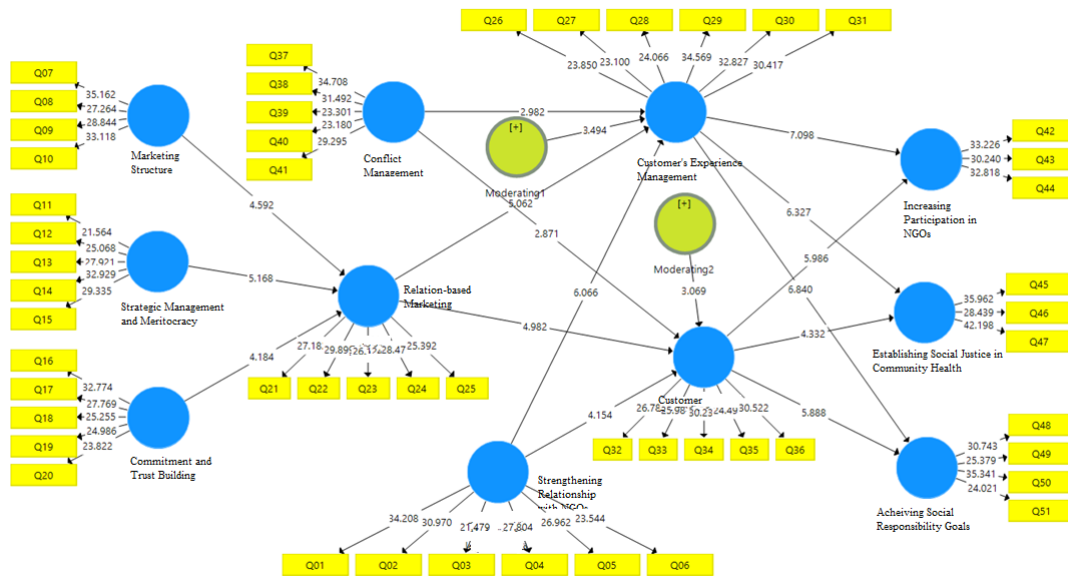 Q26
Q27
Q28
Q29
Q30
Q31
23.850
23.100
24.066
34.569
32.827
30.417
Q07
Q08
Q09
Q10
35.162
27.264
28.844
33.118
Marketing
Structure
Q37
Q38
Q39
Q40
Q41
34.708
31.492
23.301
23.180
29.295
Conflict
Management
2.982
[+]
3.494
Moderating1
5.062
Customer's Experience
Management
7.098
Q42
Q43
Q44
33.226
30.240
32.818
Increasing
Participation in
NGOs
Q11
Q12
Q13
Q14
Q15
21.564
25.068
27.921
32.929
29.335
Strategic Management
and Meritocracy
4.592
5.168
2.871
[+]
Moderating2
3.069
6.327
5.986
6.840
6.066
Relation-based
Marketing
4.982
4.332
Q45
Q46
Q47
35.962
28.439
42.198
Establishing Social Justice in
Community Health
Q16
Q17
Q18
Q19
Q20
32.774
27.769
25.255
24.986
23.822
Commitment and
Trust Building
4.184
27.18
28.47
25.392
Q21
Q22
Q23
Q24
Q25
Customer
30.522
Q32
Q33
Q34
Q35
Q36
4.154
5.888
Q48
Q49
Q50
Q51
30.743
25.379
35.341
24.021
Acheiving Social
Responsibility Goals
Strengthening
Relationship
with NGOs
34.208
30.970
21.479
27.804
26.962
23.544
Q01
Q02
Q03
Q04
Q05
Q06